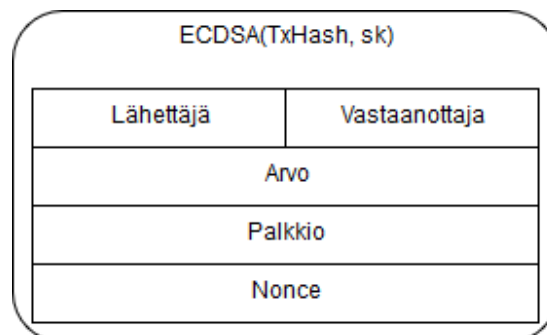 ECDSA(TxHash, sk)
Lähettäjä Vastaanottaja
Arvo
Palkkio
Nonce